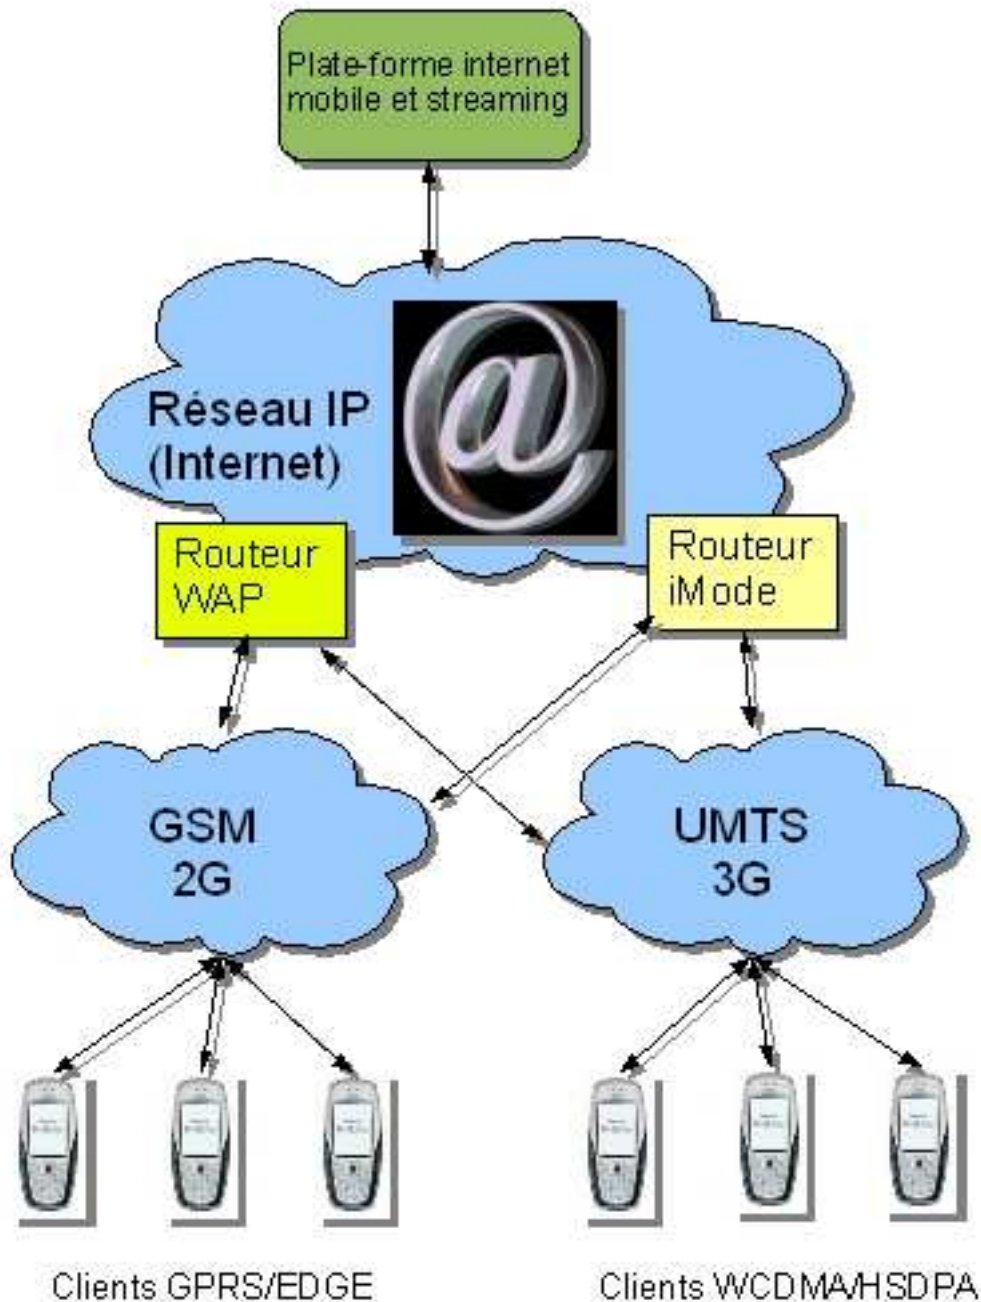 Plate-forme internet
mobile et streaming
Réseau IP
(Internet)
@
Routeur
WAP
Routeur
iMode
GSM
2G
UMTS
3G
Clients GPRS/EDGE
Clients WCDMA/HSDPA